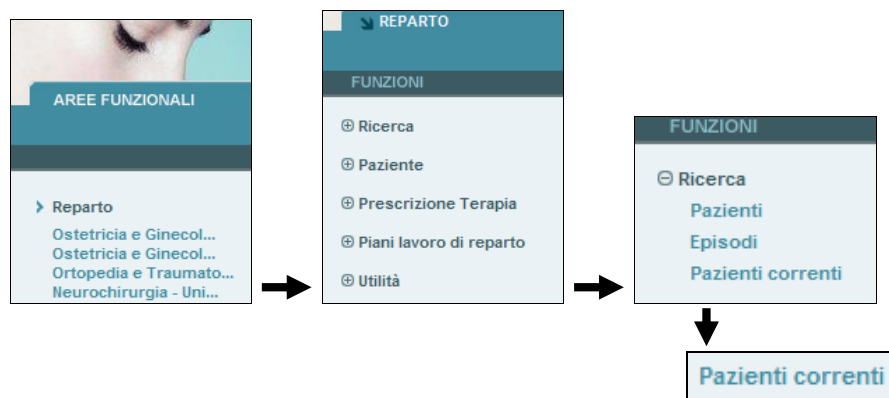 AREE FUNZIONALI
Reparto
Ostetricia e Ginecol...
Ostetricia e Ginecol...
Ortopedia e Traumato...
Neurochirurgia - Uni...
REPARTO
FUNZIONI
Ricerca
Paziente
Prescrizione Terapia
Piani lavoro di reparto
Utilità
FUNZIONI
Ricerca
Pazienti
Episodi
Pazienti correnti
Pazienti correnti